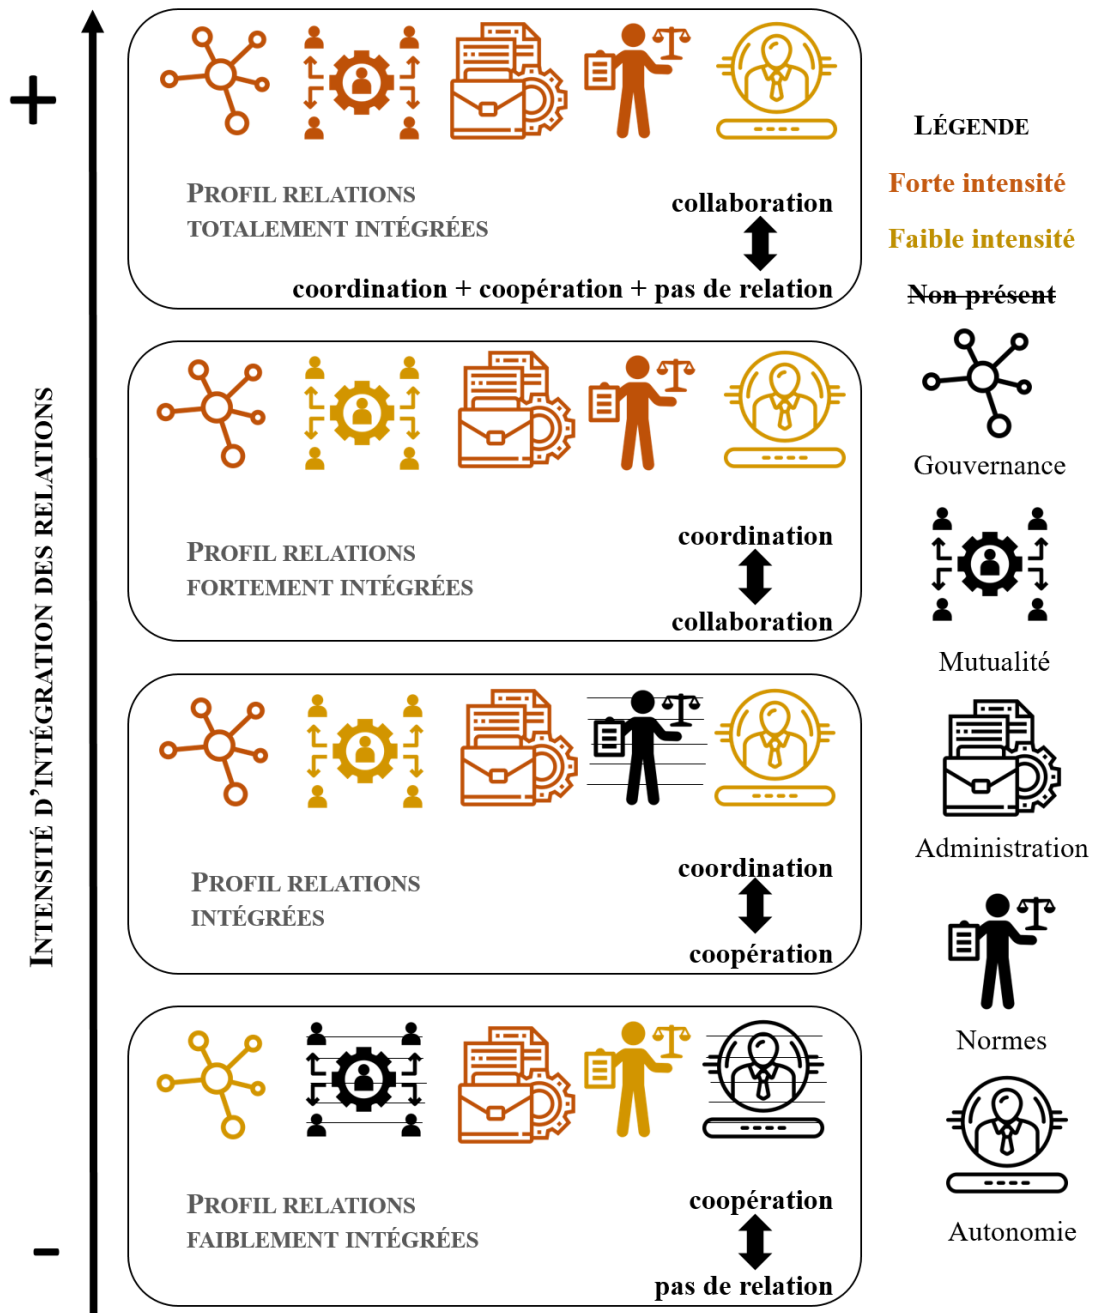 +
PROFIL RELATIONS
TOTALEMENT INTÉGRÉES
collaboration
coordination + coopération + pas de relation
PROFIL RELATIONS
FORTEMENT INTÉGRÉES
coordination
collaboration
PROFIL RELATIONS
INTÉGRÉES
coordination
coopération
PROFIL RELATIONS
FAIBLEMENT INTÉGRÉES
coopération
pas de relation
-
INTENSITÉ D’INTÉGRATION DES RELATIONS
LÉGENDE
Forte intensité
Faible intensité
Non présent
Gouvernance
Mutualité
Administration
Normes
Autonomie